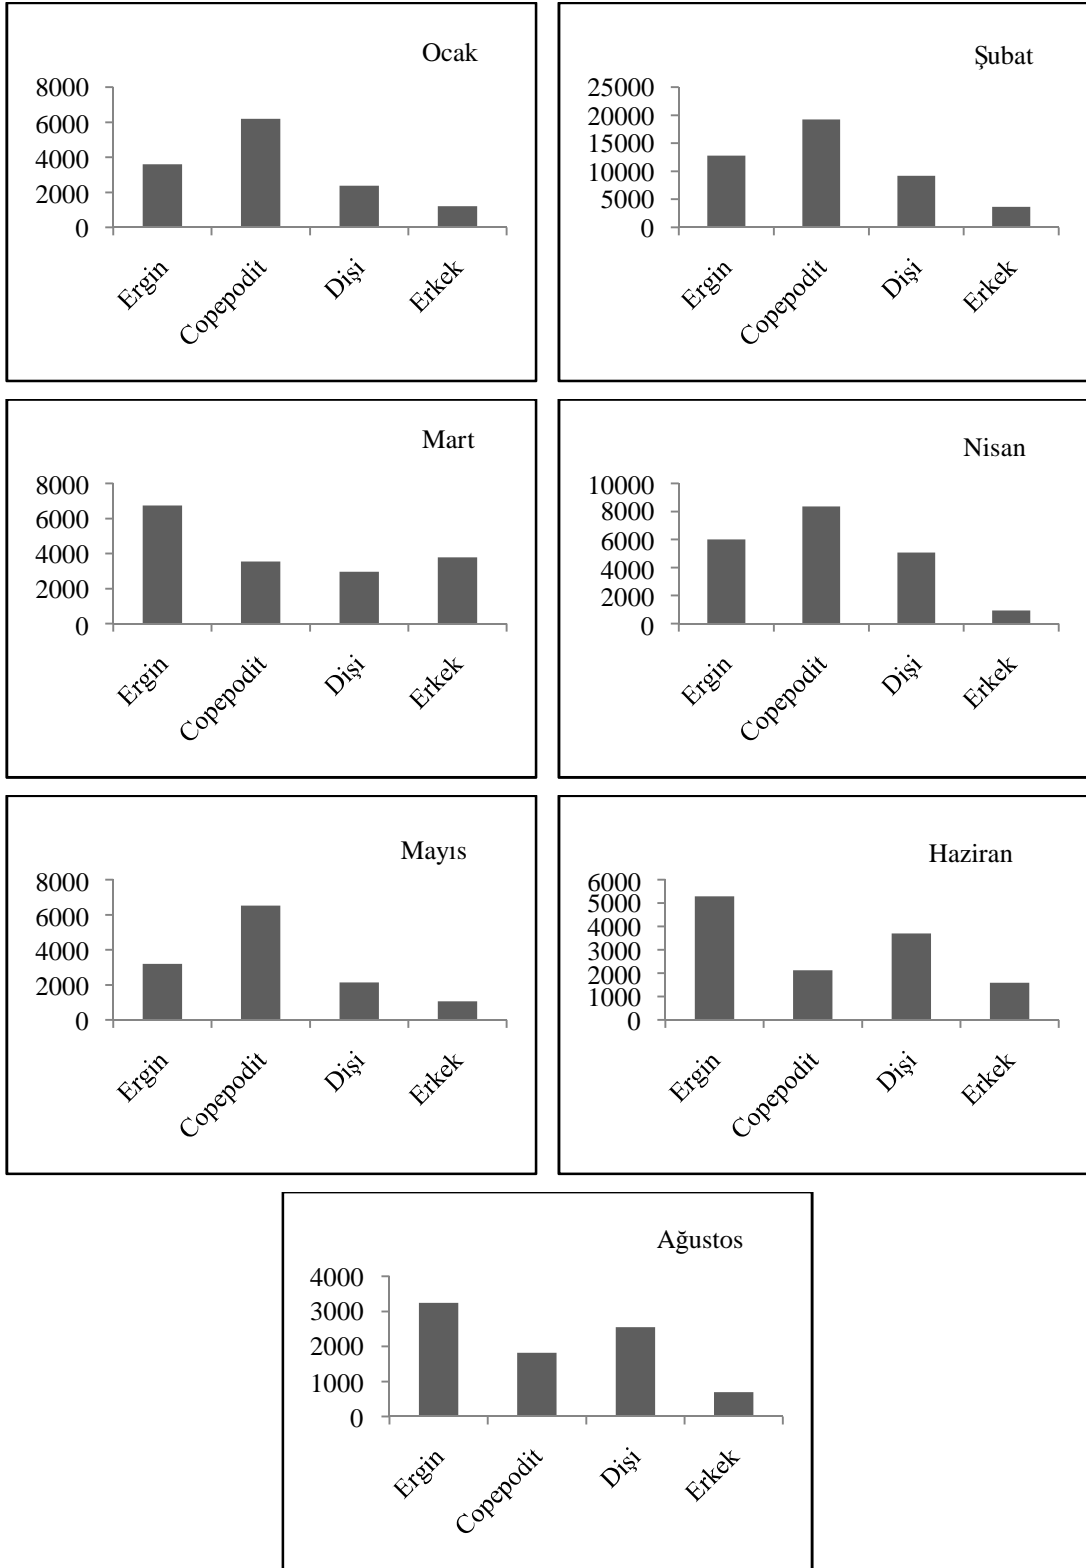 Ocak
8000
6000
4000
2000
0
Ergin
Copepodit
Dişi
Erkek
Şubat
25000
20000
15000
10000
5000
0
Ergin
Copepodit
Dişi
Erkek
Mart
8000
6000
4000
2000
0
Ergin
Copepodit
Dişi
Erkek
Nisan
10000
8000
6000
4000
2000
0
Ergin
Copepodit
Dişi
Erkek
Mayıs
8000
6000
4000
2000
0
Ergin
Copepodit
Dişi
Erkek
Haziran
6000
5000
4000
3000
2000
1000
0
Ergin
Copepodit
Dişi
Erkek
Ağustos
4000
3000
2000
1000
0
Ergin
Copepodit
Dişi
Erkek